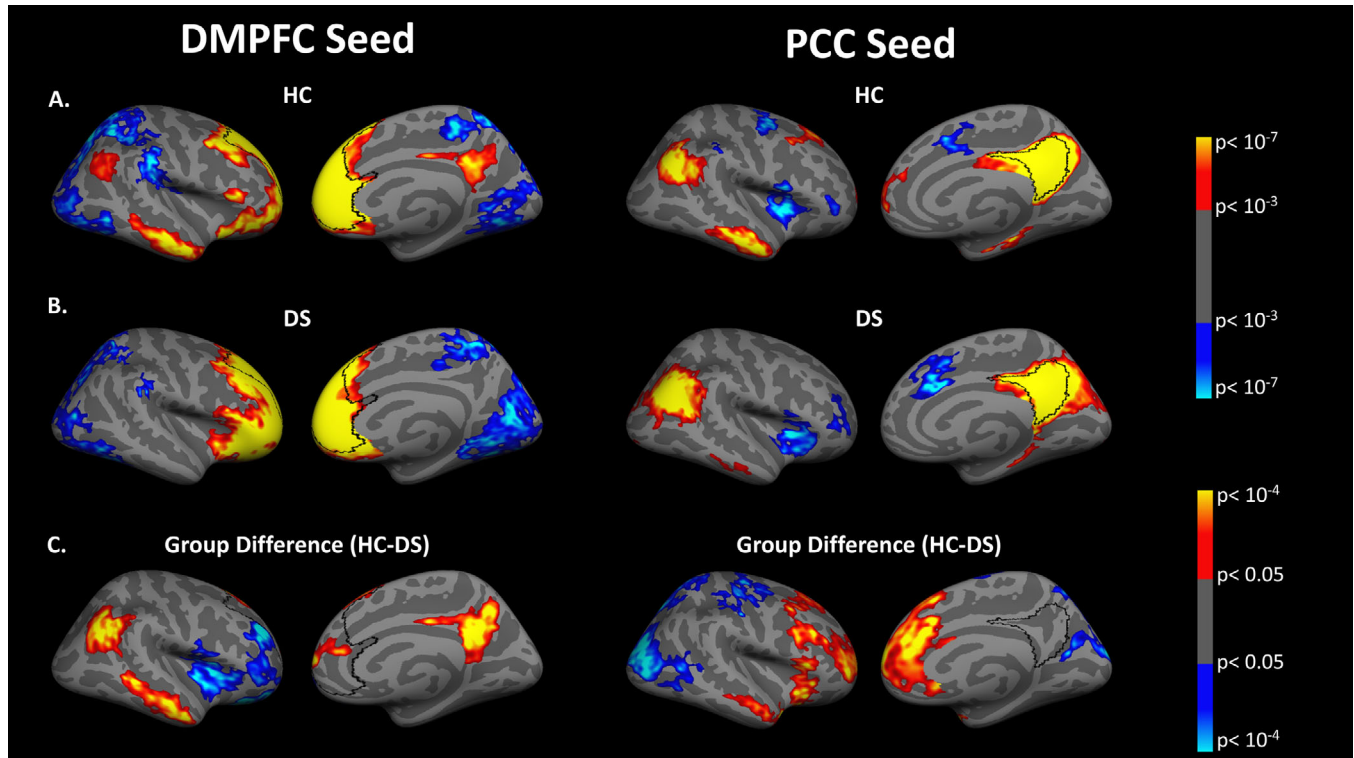 DMPFC Seed
PCC Seed
A.
HC
HC
p< 10-7
p< 10-3
p< 10-3
p< 10-7
B.
DS
DS
p< 10-4
p< 0.05
p< 0.05
p< 10-4
C.
Group Difference (HC-DS)
Group Difference (HC-DS)